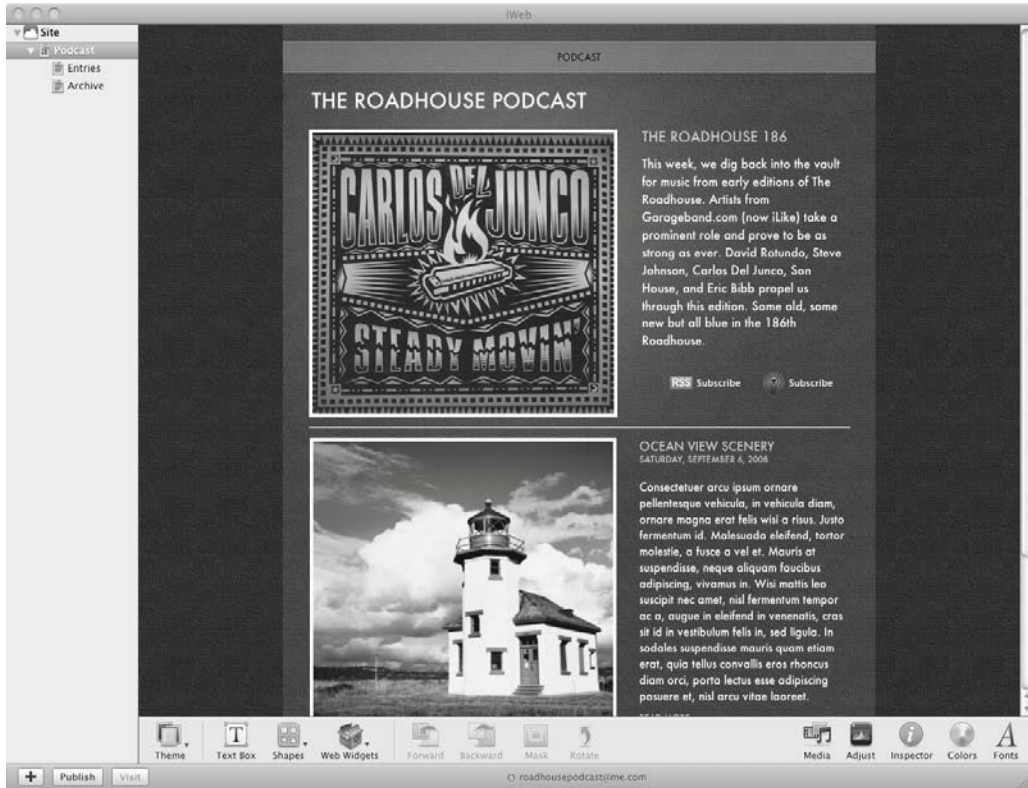 iWeb
Site
Podcast
Entries
Archive
PODCAST
THE ROADHOUSE PODCAST
CARLOS DEL JUNCO
STEADY MOVIN'
THE ROADHOUSE 186
This week, we dig back into the vault
for music from early editions of The
Roadhouse. Artists from
Garageband.com (now iLike) take a
prominent role and prove to be as
strong as ever. David Rotundo, Steve
Johnson, Carlos Del Junco, Son
House, and Eric Bibb propel us
through this edition. Some old, some
new but all blue in the 186th
Roadhouse.
RSS Subscribe Subscribe
OCEAN VIEW SCENERY
SATURDAY, SEPTEMBER 6, 2008
Consectetuer arcu ipsum ornare
pellentesque vehicula, in vehicula diam,
ornare magna erat felis wisi a risus. Justo
fermentum id. Malesuada eleifend, tortor
molestie, a fusce a vel et. Mauris at
suspendisse, neque aliquam faucibus
adipiscing, vivamus in. Wisi mattis leo
suscipit nec amet, nisl fermentum tempor
ac a, augue in eleifend in venenatis, cras
sit id in vestibulum felis in, sed ligula. In
sodales suspendisse mauris quam etiam
erat, quia tellus convallis eros rhoncus
diam orci, porta lectus esse adipiscing
posuere et, nisl arcu vitae laoreet.
Theme Text Box Shapes Web Widgets Forward Backward Mask Rotate Media Adjust Inspector Colors Fonts
Publish Visit roadhousepodcast@me.com